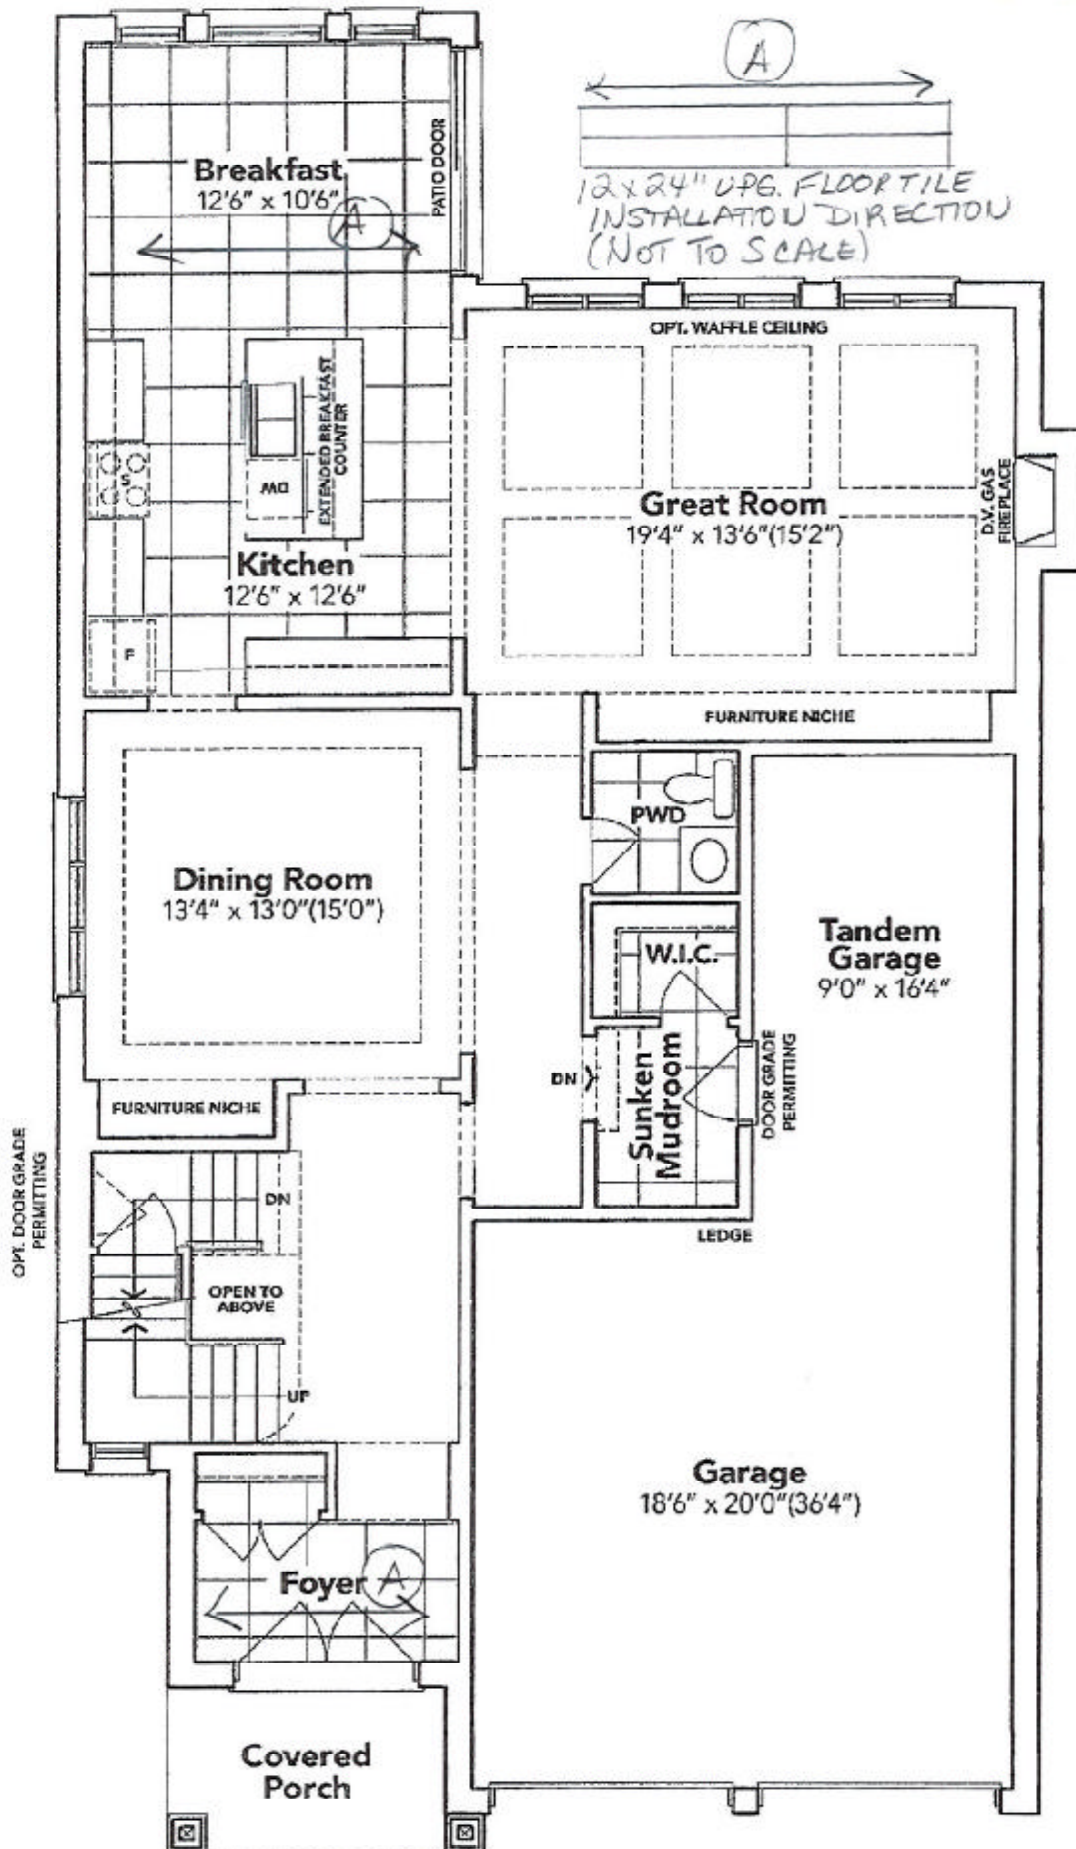 A
12x24" UPG. FLOOR TILE
INSTALLATION DIRECTION
(NOT TO SCALE)
Breakfast
12'6" x 10'6"
A
PATIO DOOR
OPT. WAFFLE CEILING
EXTENDED BREAKFAST
COUNTER
S
DW
Great Room
19'4" x 13'6"(15'2")
D.V. GAS
FIREPLACE
Kitchen
12'6" x 12'6"
F
FURNITURE NICHE
PWD
Dining Room
13'4" x 13'0"(15'0")
W.I.C.
Tandem
Garage
9'0" x 16'4"
DN
Sunken
Mudroom
DOOR GRADE
PERMITTING
FURNITURE NICHE
OPT. DOOR GRADE
PERMITTING
DN
LEDGE
OPEN TO
ABOVE
UP
Garage
18'6" x 20'0"(36'4")
Foyer
A
Covered
Porch